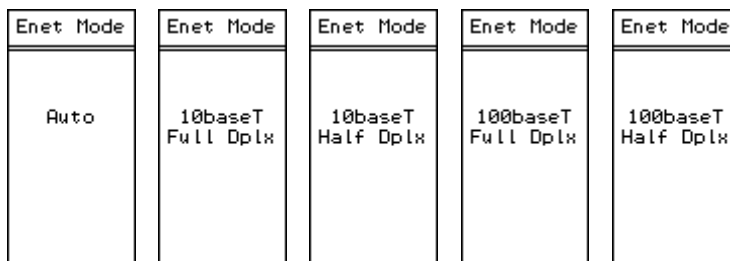 Enet Mode
Auto
Enet Mode
10baseT
Full Dplx
Enet Mode
10baseT
Half Dplx
Enet Mode
100baseT
Full Dplx
Enet Mode
100baseT
Half Dplx